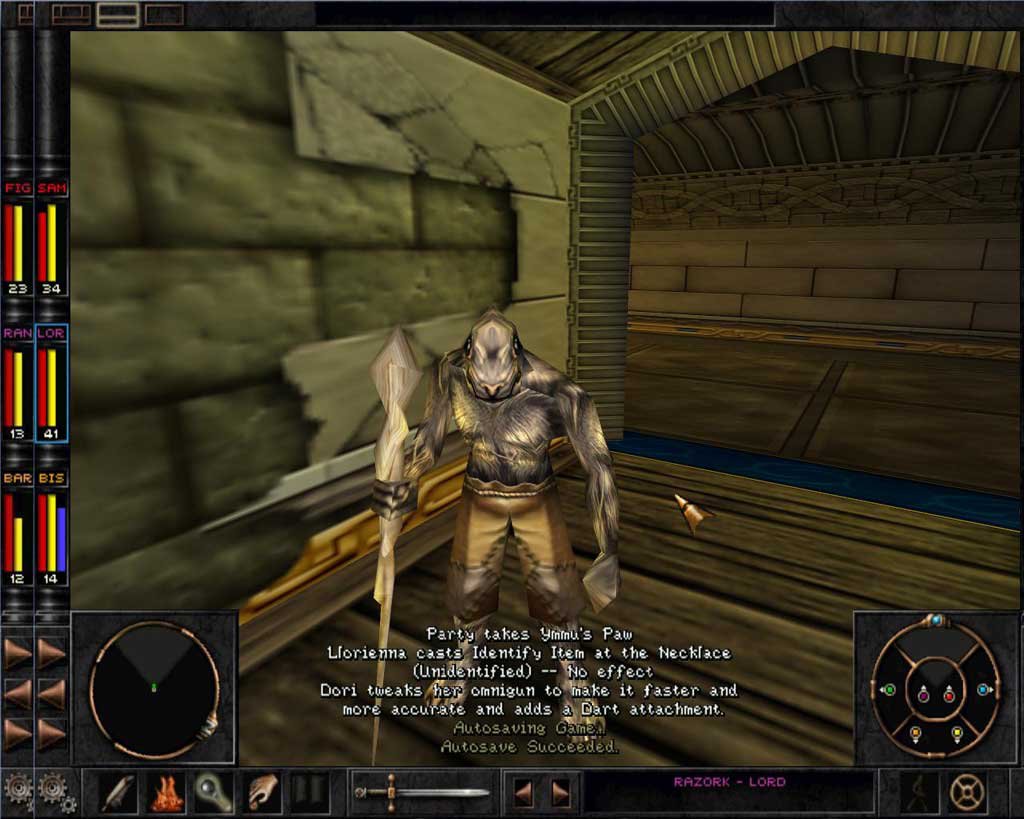 FIG SAM
23 34
RAN LOR
13 41
BAR BIS
12 14
Party takes Ymmu's Paw
Llorienna casts Identify Item at the Necklace
(Unidentified) -- No effect
Dori tweaks her omnigun to make it faster and
more accurate and adds a Dart attachment.
Autosaving Game..
Autosave Succeeded.
RAZORK - LORD